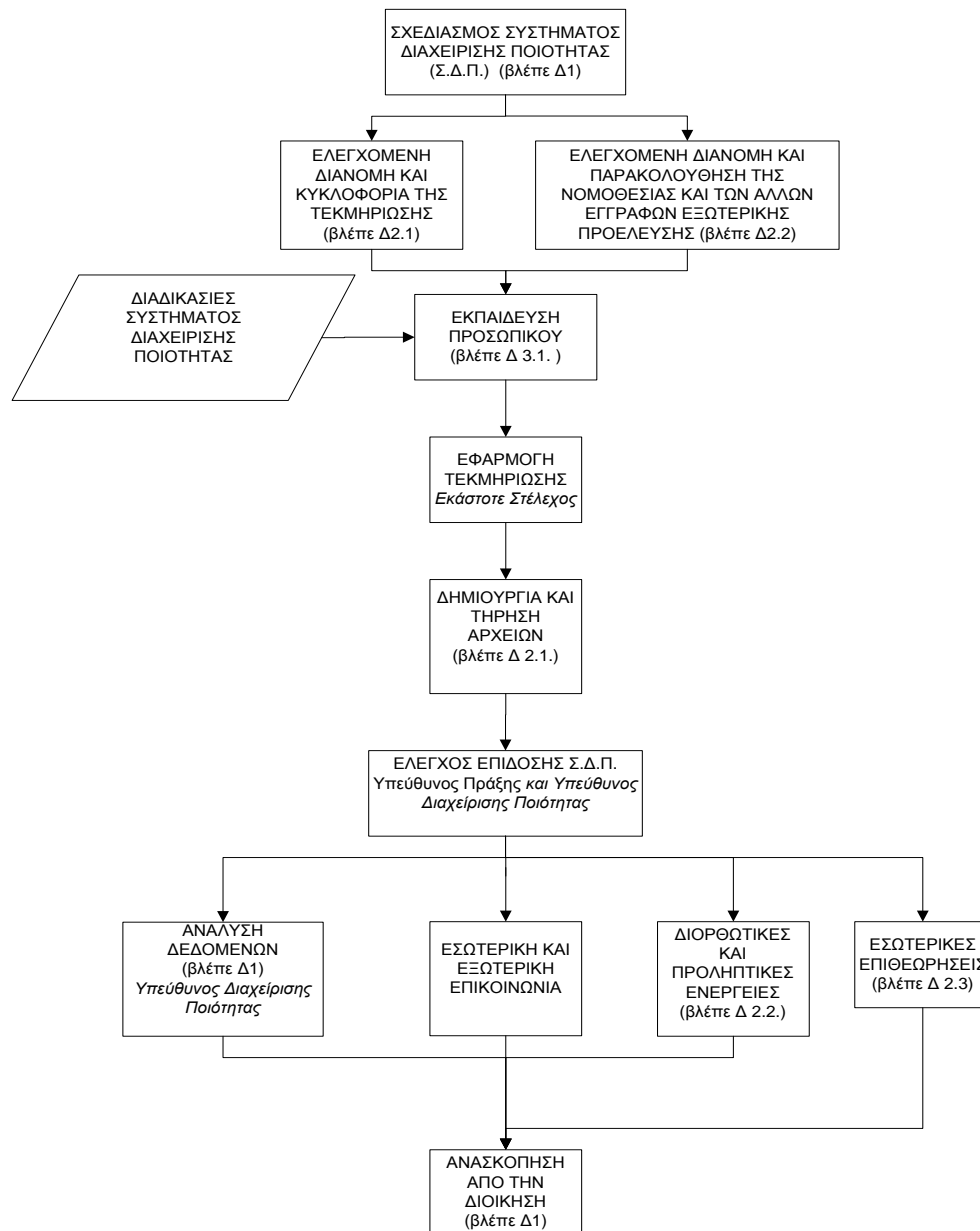 ΣΧΕΔΙΑΣΜΟΣ ΣΥΣΤΗΜΑΤΟΣ
ΔΙΑΧΕΙΡΙΣΗΣ ΠΟΙΟΤΗΤΑΣ
(Σ.Δ.Π.) (βλέπε Δ1)
ΕΛΕΓΧΟΜΕΝΗ
ΔΙΑΝΟΜΗ ΚΑΙ
ΚΥΚΛΟΦΟΡΙΑ ΤΗΣ
ΤΕΚΜΗΡΙΩΣΗΣ
(βλέπε Δ2.1)
ΕΛΕΓΧΟΜΕΝΗ ΔΙΑΝΟΜΗ ΚΑΙ
ΠΑΡΑΚΟΛΟΥΘΗΣΗ ΤΗΣ
ΝΟΜΟΘΕΣΙΑΣ ΚΑΙ ΤΩΝ ΑΛΛΩΝ
ΕΓΓΡΑΦΩΝ ΕΞΩΤΕΡΙΚΗΣ
ΠΡΟΕΛΕΥΣΗΣ (βλέπε Δ2.2)
ΔΙΑΔΙΚΑΣΙΕΣ
ΣΥΣΤΗΜΑΤΟΣ
ΔΙΑΧΕΙΡΙΣΗΣ
ΠΟΙΟΤΗΤΑΣ
ΕΚΠΑΙΔΕΥΣΗ
ΠΡΟΣΩΠΙΚΟΥ
(βλέπε Δ 3.1. )
ΕΦΑΡΜΟΓΗ
ΤΕΚΜΗΡΙΩΣΗΣ
Εκάστοτε Στέλεχος
ΔΗΜΙΟΥΡΓΙΑ ΚΑΙ
ΤΗΡΗΣΗ
ΑΡΧΕΙΩΝ
(βλέπε Δ 2.1.)
ΕΛΕΓΧΟΣ ΕΠΙΔΟΣΗΣ Σ.Δ.Π.
Υπεύθυνος Πράξης και Υπεύθυνος
Διαχείρισης Ποιότητας
ΑΝΑΛΥΣΗ
ΔΕΔΟΜΕΝΩΝ
(βλέπε Δ1)
Υπεύθυνος Διαχείρισης
Ποιότητας
ΕΣΩΤΕΡΙΚΗ ΚΑΙ
ΕΞΩΤΕΡΙΚΗ
ΕΠΙΚΟΙΝΩΝΙΑ
ΔΙΟΡΘΩΤΙΚΕΣ
ΚΑΙ
ΠΡΟΛΗΠΤΙΚΕΣ
ΕΝΕΡΓΕΙΕΣ
(βλέπε Δ 2.2.)
ΕΣΩΤΕΡΙΚΕΣ
ΕΠΙΘΕΩΡΗΣΕΙΣ
(βλέπε Δ 2.3)
ΑΝΑΣΚΟΠΗΣΗ
ΑΠΟ ΤΗΝ
ΔΙΟΙΚΗΣΗ
(βλέπε Δ1)